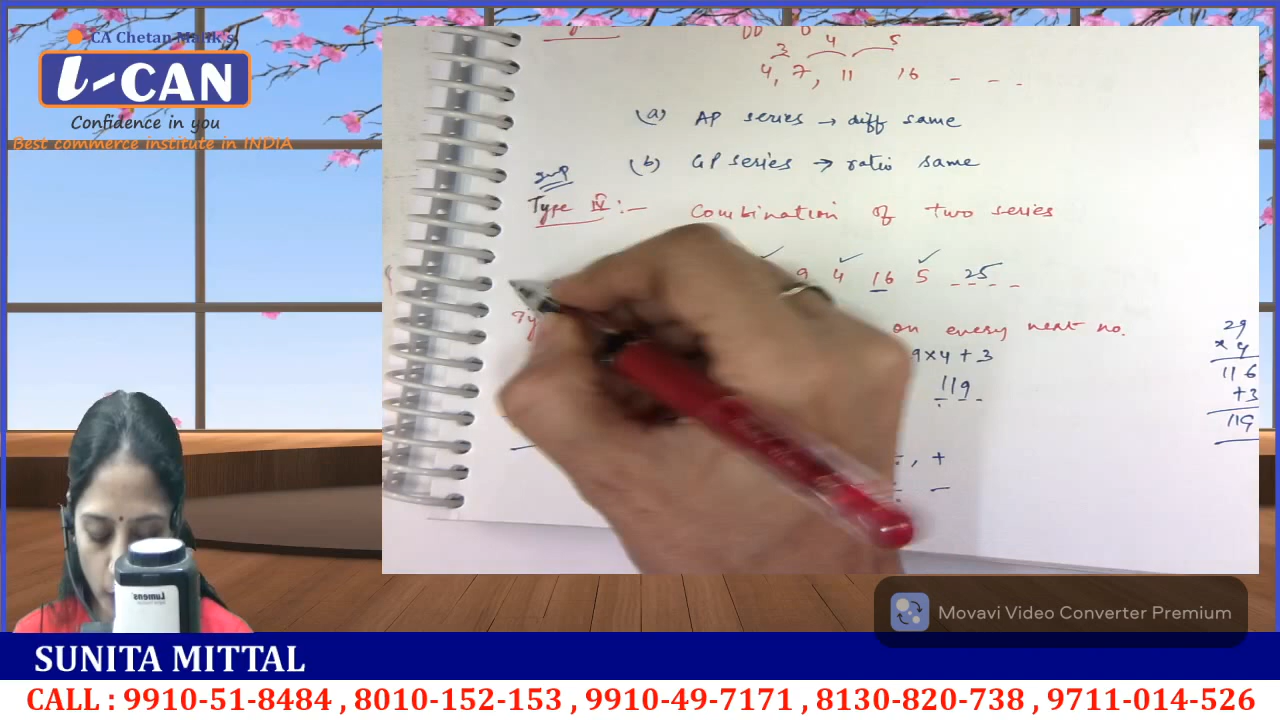 CA Chetan Malik's
I-CAN
Confidence in you
Best commerce institute in INDIA
3 4 5
4, 7, 11 16 - - -
(a) AP series → diff same
(b) GP series → ratio same
Type IV :- Combination of two series
9 4 16 5 25 - - -
on every next no.
9×4+3
119
, +
29
× 4
116
+3
119
Lumens
Movavi Video Converter Premium
SUNITA MITTAL
CALL : 9910-51-8484 , 8010-152-153 , 9910-49-7171 , 8130-820-738 , 9711-014-526